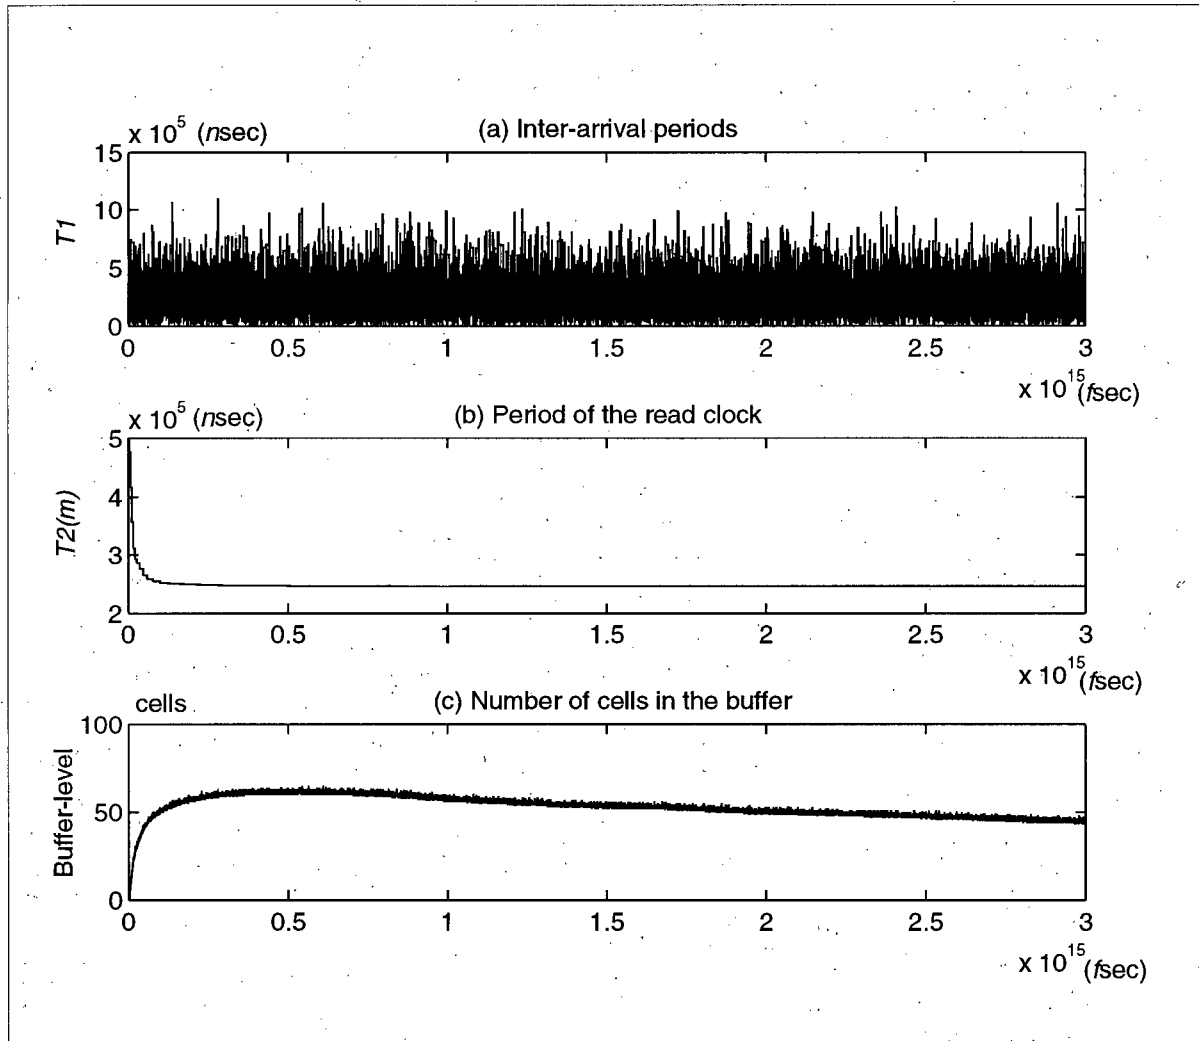 x 10^5 (nsec) (a) Inter-arrival periods
15
10
5
0
T1
0 0.5 1 1.5 2 2.5 3
x 10^15 (fsec)
x 10^5 (nsec) (b) Period of the read clock
5
4
3
2
T2(m)
0 0.5 1 1.5 2 2.5 3
x 10^15 (fsec)
cells (c) Number of cells in the buffer
100
50
0
Buffer-level
0 0.5 1 1.5 2 2.5 3
x 10^15 (fsec)